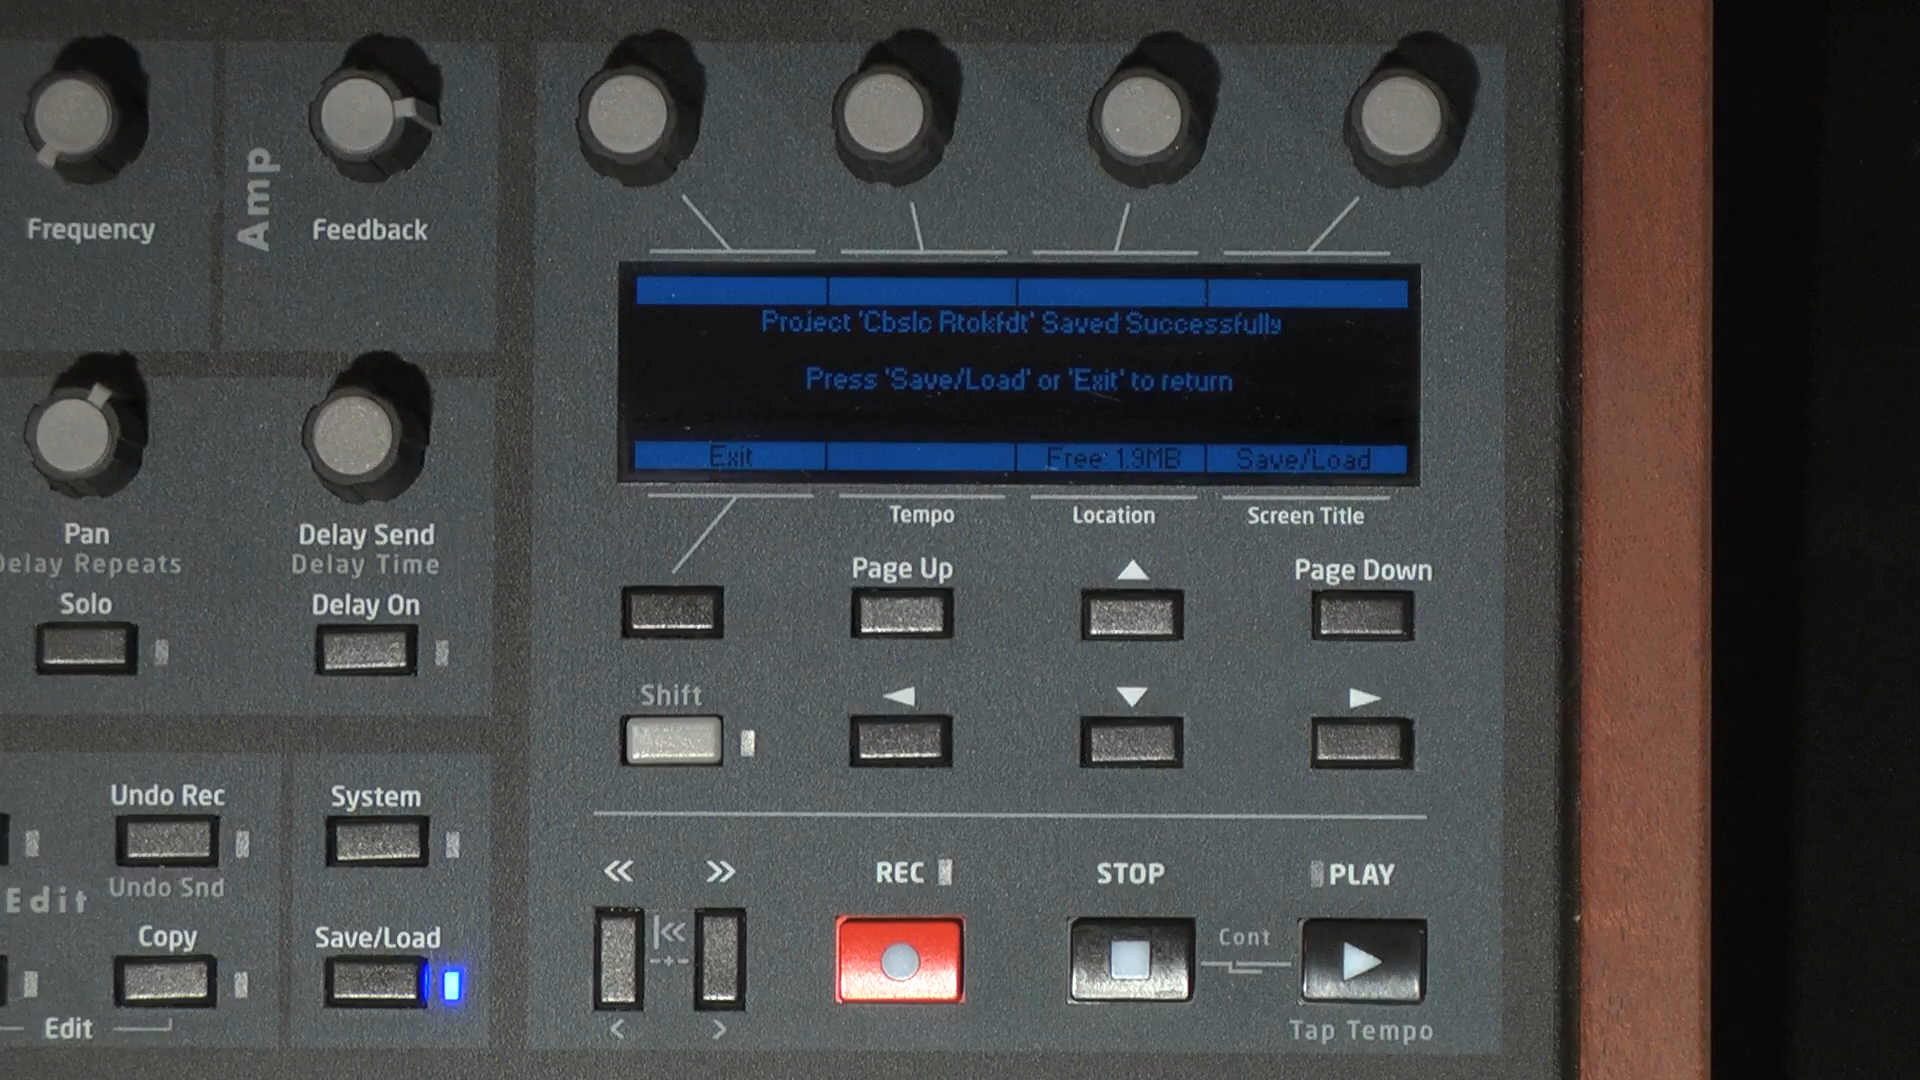 Frequency
Amp
Feedback
Project 'Cbslc Rtokfdt' Saved Successfully
Press 'Save/Load' or 'Exit' to return
Exit
Free: 1.9MB
Save/Load
Tempo
Location
Screen Title
Pan
Delay Repeats
Delay Send
Delay Time
Solo
Delay On
Page Up
Page Down
Shift
Undo Rec
Undo Snd
System
Edit
Copy
Save/Load
Edit
REC
STOP
PLAY
Cont
Tap Tempo